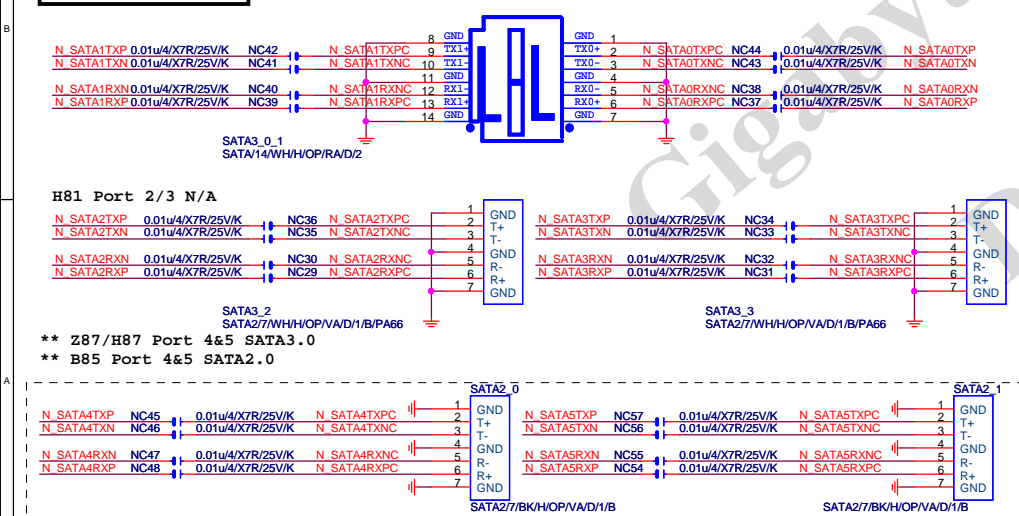 B
8 GND GND 1
N_SATA1TXP 0.01u/4/X7R/25V/K NC42 N_SATA1TXPC 9 TX1+ TX0+ 2 N_SATA0TXPC NC44 0.01u/4/X7R/25V/K N_SATA0TXP
N_SATA1TXN 0.01u/4/X7R/25V/K NC41 N_SATA1TXNC 10 TX1- TX0- 3 N_SATA0TXNC NC43 0.01u/4/X7R/25V/K N_SATA0TXN
11 GND GND 4
N_SATA1RXN 0.01u/4/X7R/25V/K NC40 N_SATA1RXNC 12 RX1- RX0- 5 N_SATA0RXNC NC38 0.01u/4/X7R/25V/K N_SATA0RXN
N_SATA1RXP 0.01u/4/X7R/25V/K NC39 N_SATA1RXPC 13 RX1+ RX0+ 6 N_SATA0RXPC NC37 0.01u/4/X7R/25V/K N_SATA0RXP
14 GND GND 7
SATA3_0_1
SATA/14/WH/H/OP/RA/D/2
Gigaby
H81 Port 2/3 N/A
1 GND 1 GND
N_SATA2TXP 0.01u/4/X7R/25V/K NC36 N_SATA2TXPC 2 T+ N_SATA3TXP 0.01u/4/X7R/25V/K NC34 N_SATA3TXPC 2 T+
N_SATA2TXN 0.01u/4/X7R/25V/K NC35 N_SATA2TXNC 3 T- N_SATA3TXN 0.01u/4/X7R/25V/K NC33 N_SATA3TXNC 3 T-
4 GND 4 GND
N_SATA2RXN 0.01u/4/X7R/25V/K NC30 N_SATA2RXNC 5 R- N_SATA3RXN 0.01u/4/X7R/25V/K NC32 N_SATA3RXNC 5 R-
N_SATA2RXP 0.01u/4/X7R/25V/K NC29 N_SATA2RXPC 6 R+ N_SATA3RXP 0.01u/4/X7R/25V/K NC31 N_SATA3RXPC 6 R+
7 GND 7 GND
SATA3_2 SATA3_3
SATA2/7/WH/H/OP/VA/D/1/B/PA66 SATA2/7/WH/H/OP/VA/D/1/B/PA66
** Z87/H87 Port 4&5 SATA3.0
** B85 Port 4&5 SATA2.0
A
SATA2_0 SATA2_1
1 GND 1 GND
N_SATA4TXP NC45 0.01u/4/X7R/25V/K N_SATA4TXPC 2 T+ N_SATA5TXP NC57 0.01u/4/X7R/25V/K N_SATA5TXPC 2 T+
N_SATA4TXN NC46 0.01u/4/X7R/25V/K N_SATA4TXNC 3 T- N_SATA5TXN NC56 0.01u/4/X7R/25V/K N_SATA5TXNC 3 T-
4 GND 4 GND
N_SATA4RXN NC47 0.01u/4/X7R/25V/K N_SATA4RXNC 5 R- N_SATA5RXN NC55 0.01u/4/X7R/25V/K N_SATA5RXNC 5 R-
N_SATA4RXP NC48 0.01u/4/X7R/25V/K N_SATA4RXPC 6 R+ N_SATA5RXP NC54 0.01u/4/X7R/25V/K N_SATA5RXPC 6 R+
7 GND 7 GND
SATA2/7/BK/H/OP/VA/D/1/B SATA2/7/BK/H/OP/VA/D/1/B